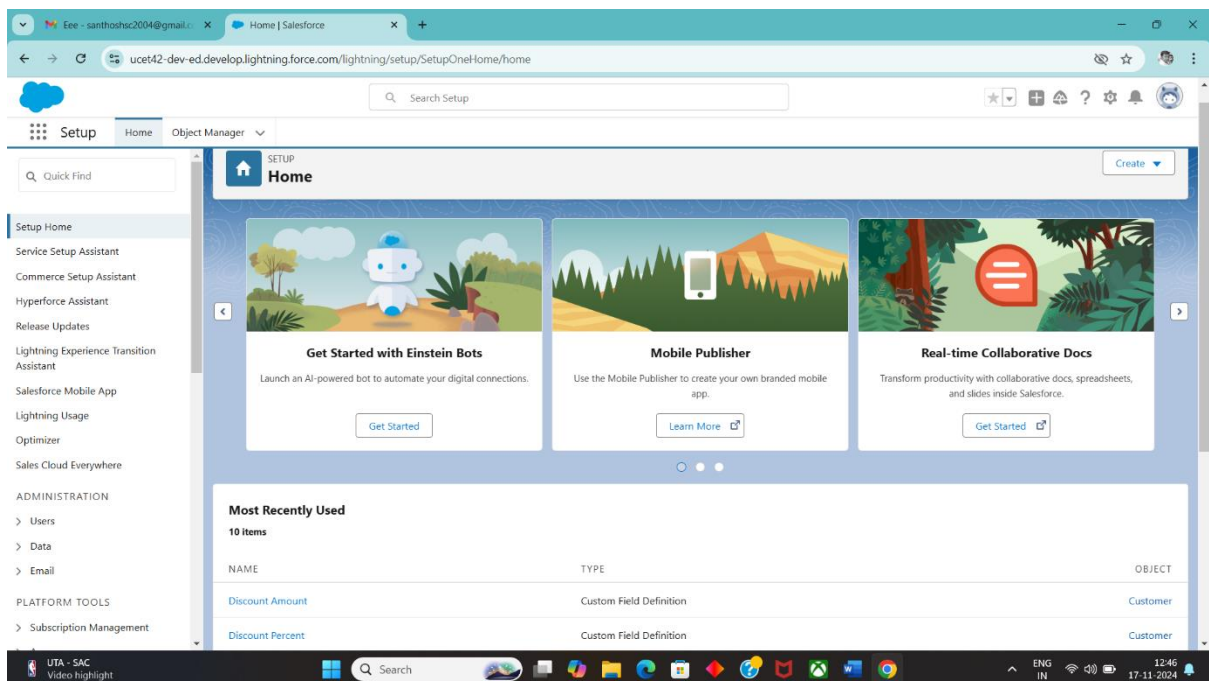 Eee - santhoshsc2004@gmail.c
Home | Salesforce
ucet42-dev-ed.develop.lightning.force.com/lightning/setup/SetupOneHome/home
Search Setup
Setup
Home
Object Manager
Quick Find
SETUP
Home
Create
Setup Home
Service Setup Assistant
Commerce Setup Assistant
Hyperforce Assistant
Release Updates
Lightning Experience Transition
Assistant
Salesforce Mobile App
Lightning Usage
Optimizer
Sales Cloud Everywhere
ADMINISTRATION
Users
Data
Email
PLATFORM TOOLS
Subscription Management
Get Started with Einstein Bots
Launch an AI-powered bot to automate your digital connections.
Get Started
Mobile Publisher
Use the Mobile Publisher to create your own branded mobile
app.
Learn More
Real-time Collaborative Docs
Transform productivity with collaborative docs, spreadsheets,
and slides inside Salesforce.
Get Started
Most Recently Used
10 items
NAME TYPE OBJECT
Discount Amount Custom Field Definition Customer
Discount Percent Custom Field Definition Customer
UTA - SAC
Video highlight
Search
ENG
IN
12:46
17-11-2024